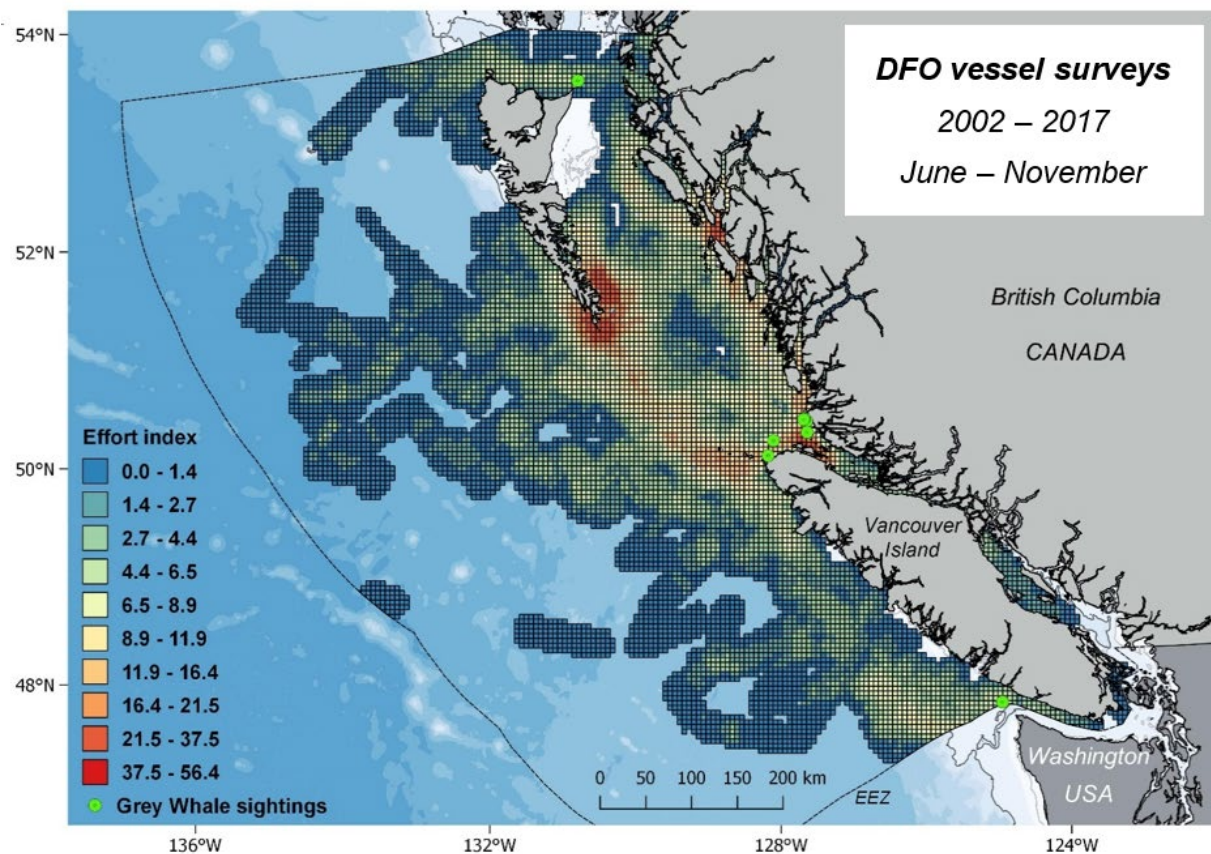 54°N
52°N
50°N
48°N
DFO vessel surveys
2002 – 2017
June – November
British Columbia
CANADA
Effort index
0.0 - 1.4
1.4 - 2.7
2.7 - 4.4
4.4 - 6.5
6.5 - 8.9
8.9 - 11.9
11.9 - 16.4
16.4 - 21.5
21.5 - 37.5
37.5 - 56.4
Grey Whale sightings
Vancouver
Island
0 50 100 150 200 km
EEZ
Washington
USA
136°W 132°W 128°W 124°W